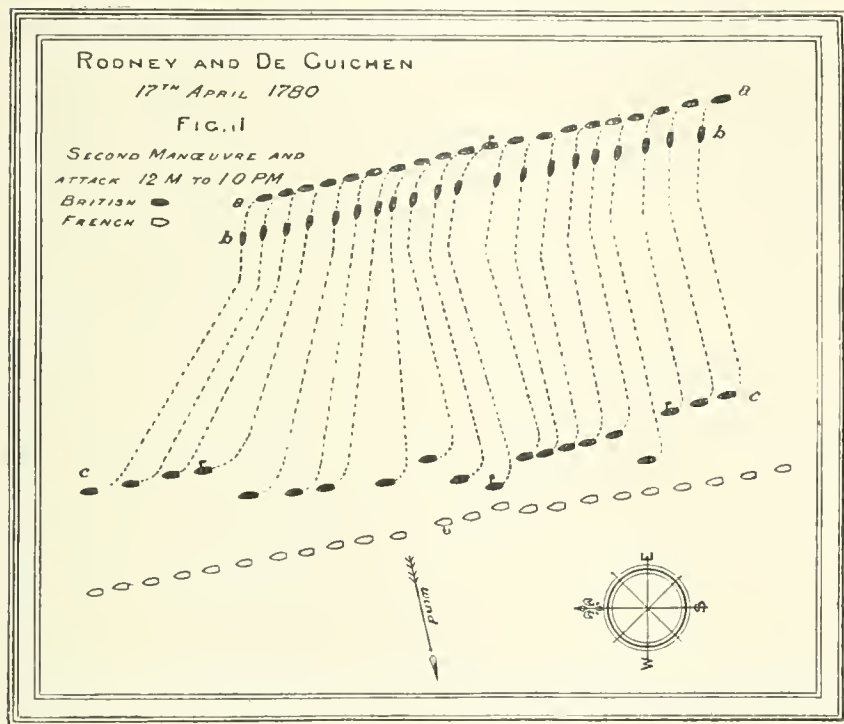 RODNEY AND DE GUICHEN
17TH APRIL 1780
FIG. II
SECOND MANŒUVRE AND
ATTACK 12 M TO 1.0 PM
BRITISH
FRENCH
a
b
a
b
c
c
wind
E
S
W